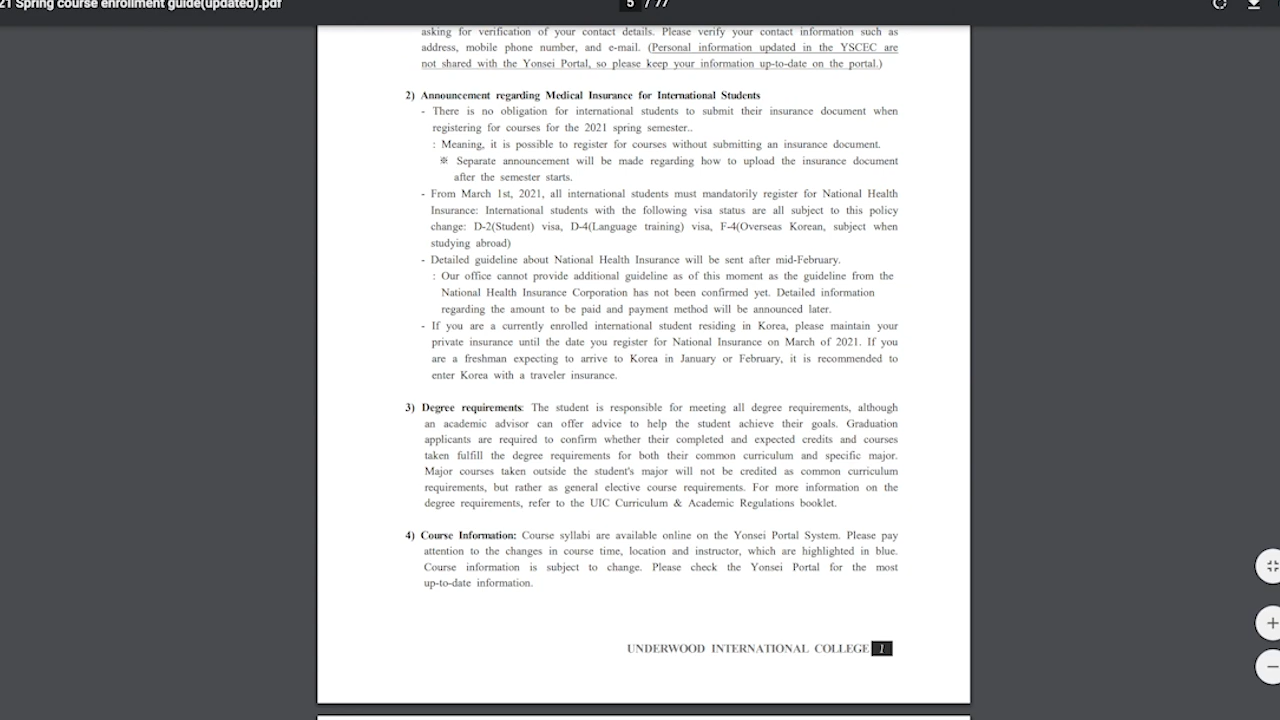 21 Spring course enrollment guide(updated).pdf
5 / 77
asking for verification of your contact details. Please verify your contact information such as
address, mobile phone number, and e-mail. (Personal information updated in the YSCEC are
not shared with the Yonsei Portal, so please keep your information up-to-date on the portal.)
2) Announcement regarding Medical Insurance for International Students
- There is no obligation for international students to submit their insurance document when
registering for courses for the 2021 spring semester..
: Meaning, it is possible to register for courses without submitting an insurance document.
※ Separate announcement will be made regarding how to upload the insurance document
after the semester starts.
- From March 1st, 2021, all international students must mandatorily register for National Health
Insurance: International students with the following visa status are all subject to this policy
change: D-2(Student) visa, D-4(Language training) visa, F-4(Overseas Korean, subject when
studying abroad)
- Detailed guideline about National Health Insurance will be sent after mid-February.
: Our office cannot provide additional guideline as of this moment as the guideline from the
National Health Insurance Corporation has not been confirmed yet. Detailed information
regarding the amount to be paid and payment method will be announced later.
- If you are a currently enrolled international student residing in Korea, please maintain your
private insurance until the date you register for National Insurance on March of 2021. If you
are a freshman expecting to arrive to Korea in January or February, it is recommended to
enter Korea with a traveler insurance.
3) Degree requirements: The student is responsible for meeting all degree requirements, although
an academic advisor can offer advice to help the student achieve their goals. Graduation
applicants are required to confirm whether their completed and expected credits and courses
taken fulfill the degree requirements for both their common curriculum and specific major.
Major courses taken outside the student's major will not be credited as common curriculum
requirements, but rather as general elective course requirements. For more information on the
degree requirements, refer to the UIC Curriculum & Academic Regulations booklet.
4) Course Information: Course syllabi are available online on the Yonsei Portal System. Please pay
attention to the changes in course time, location and instructor, which are highlighted in blue.
Course information is subject to change. Please check the Yonsei Portal for the most
up-to-date information.
UNDERWOOD INTERNATIONAL COLLEGE 1